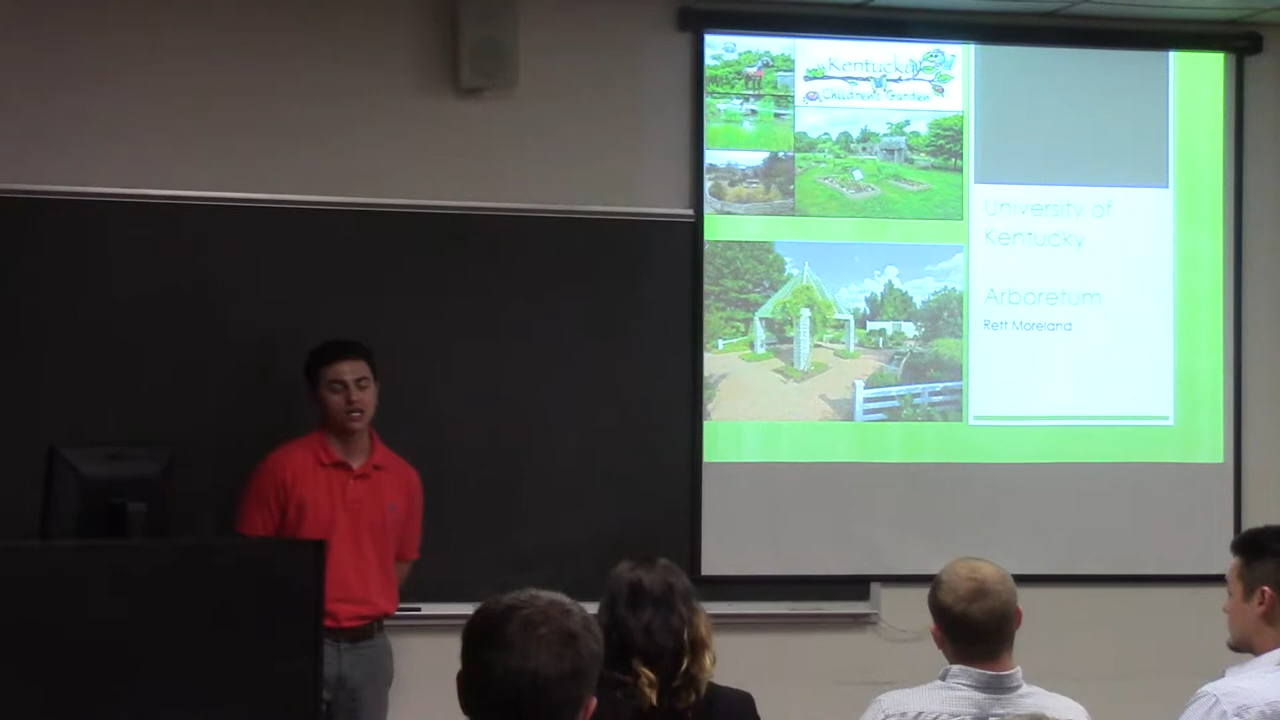 Kentucky
Children's Garden
University of
Kentucky
Arboretum
Rett Moreland